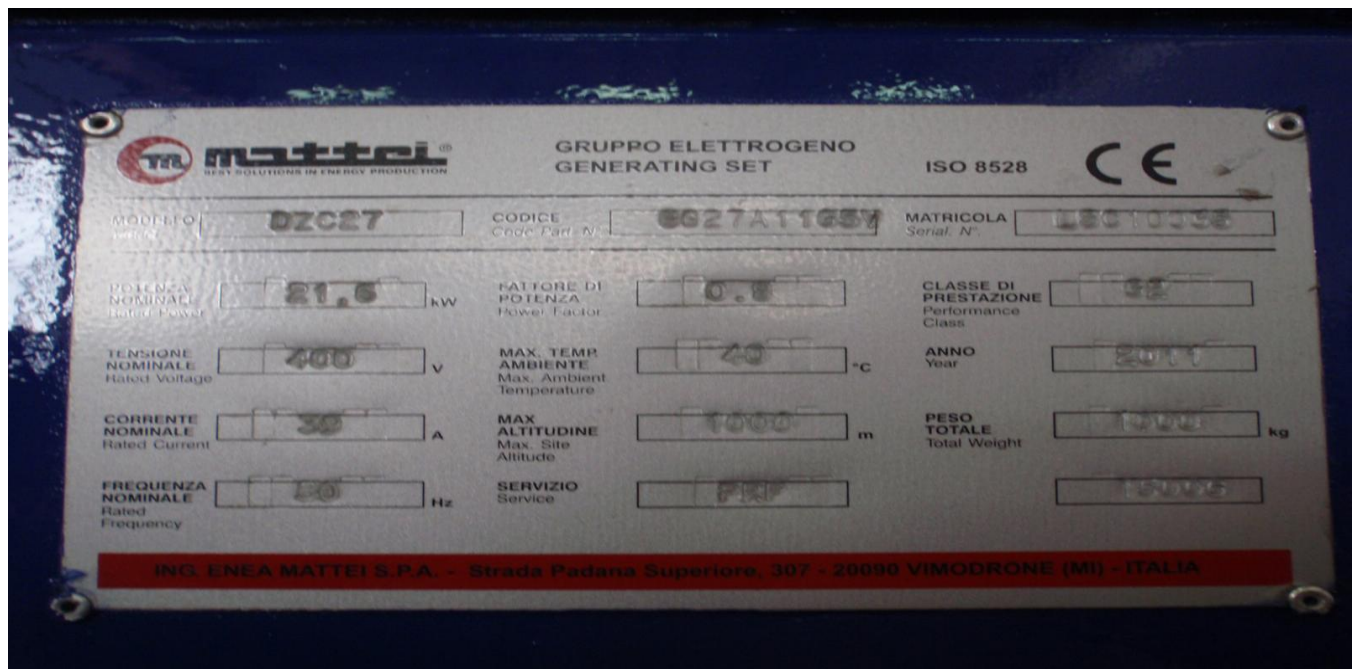 m mattei®
BEST SOLUTIONS IN ENERGY PRODUCTION
GRUPPO ELETTROGENO
GENERATING SET
ISO 8528
CE
MODELLO
DZC27
CODICE
Code Part. N°.
MATRICOLA
Serial. N°.
POTENZA
NOMINALE
Rated Power
21,6 kW
FATTORE DI
POTENZA
Power Factor
0.8
CLASSE DI
PRESTAZIONE
Performance
Class
G2
TENSIONE
NOMINALE
Rated Voltage
400 V
MAX. TEMP.
AMBIENTE
Max. Ambient
Temperature
40 °C
ANNO
Year
2011
CORRENTE
NOMINALE
Rated Current
39 A
MAX
ALTITUDINE
Max. Site
Altitude
1000 m
PESO
TOTALE
Total Weight
kg
FREQUENZA
NOMINALE
Rated
Frequency
50 Hz
SERVIZIO
Service
PRP
ING. ENEA MATTEI S.P.A. - Strada Padana Superiore, 307 - 20090 VIMODRONE (MI) - ITALIA